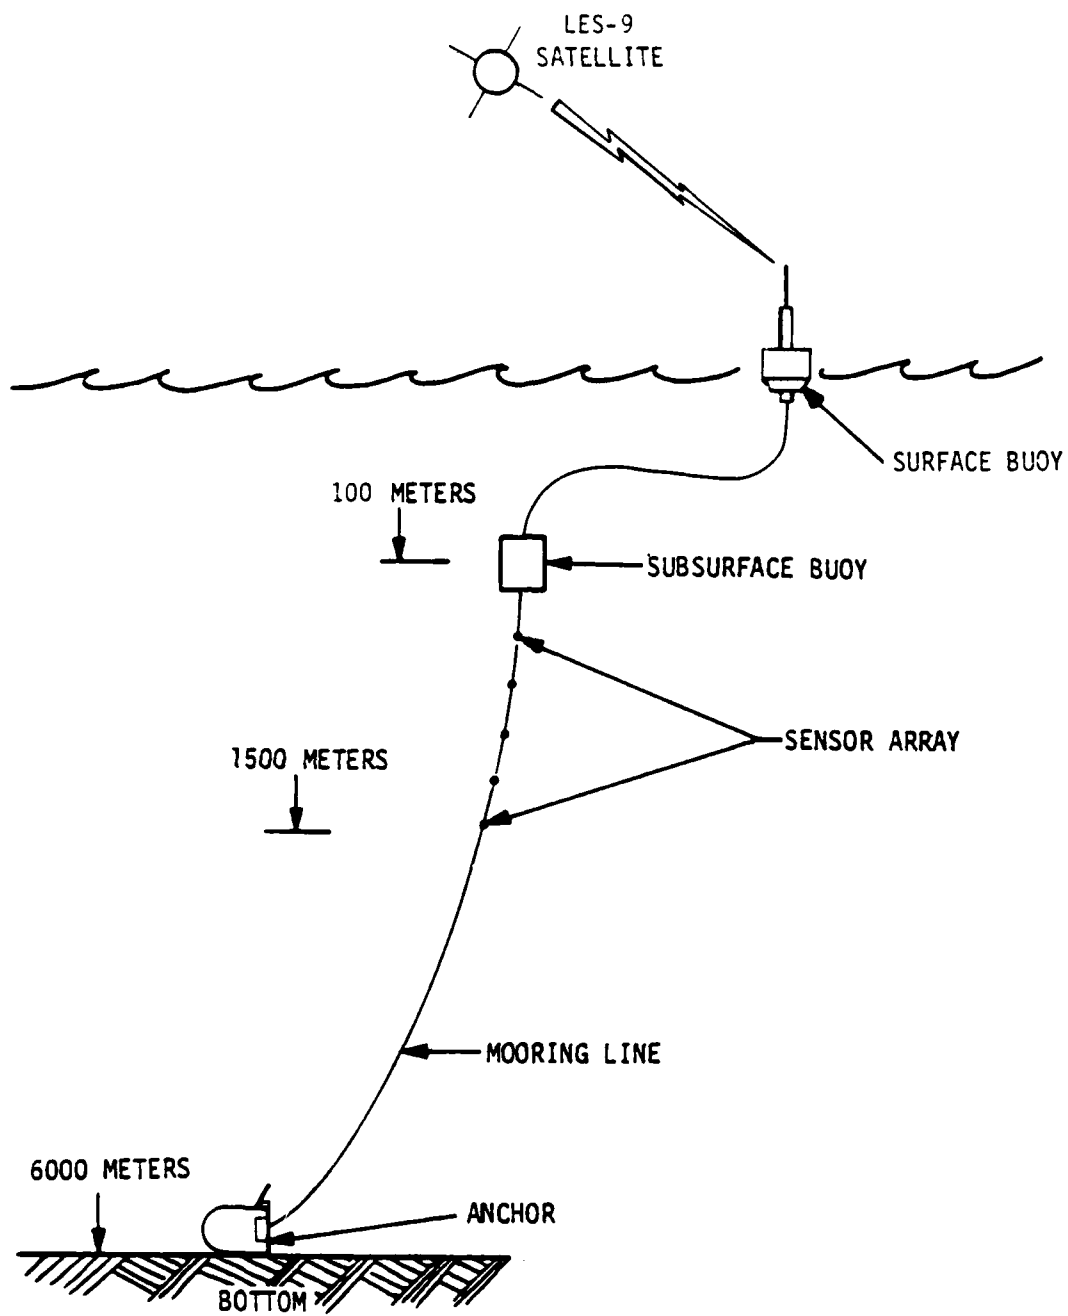 LES-9
SATELLITE
SURFACE BUOY
100 METERS
SUBSURFACE BUOY
SENSOR ARRAY
1500 METERS
MOORING LINE
6000 METERS
ANCHOR
BOTTOM